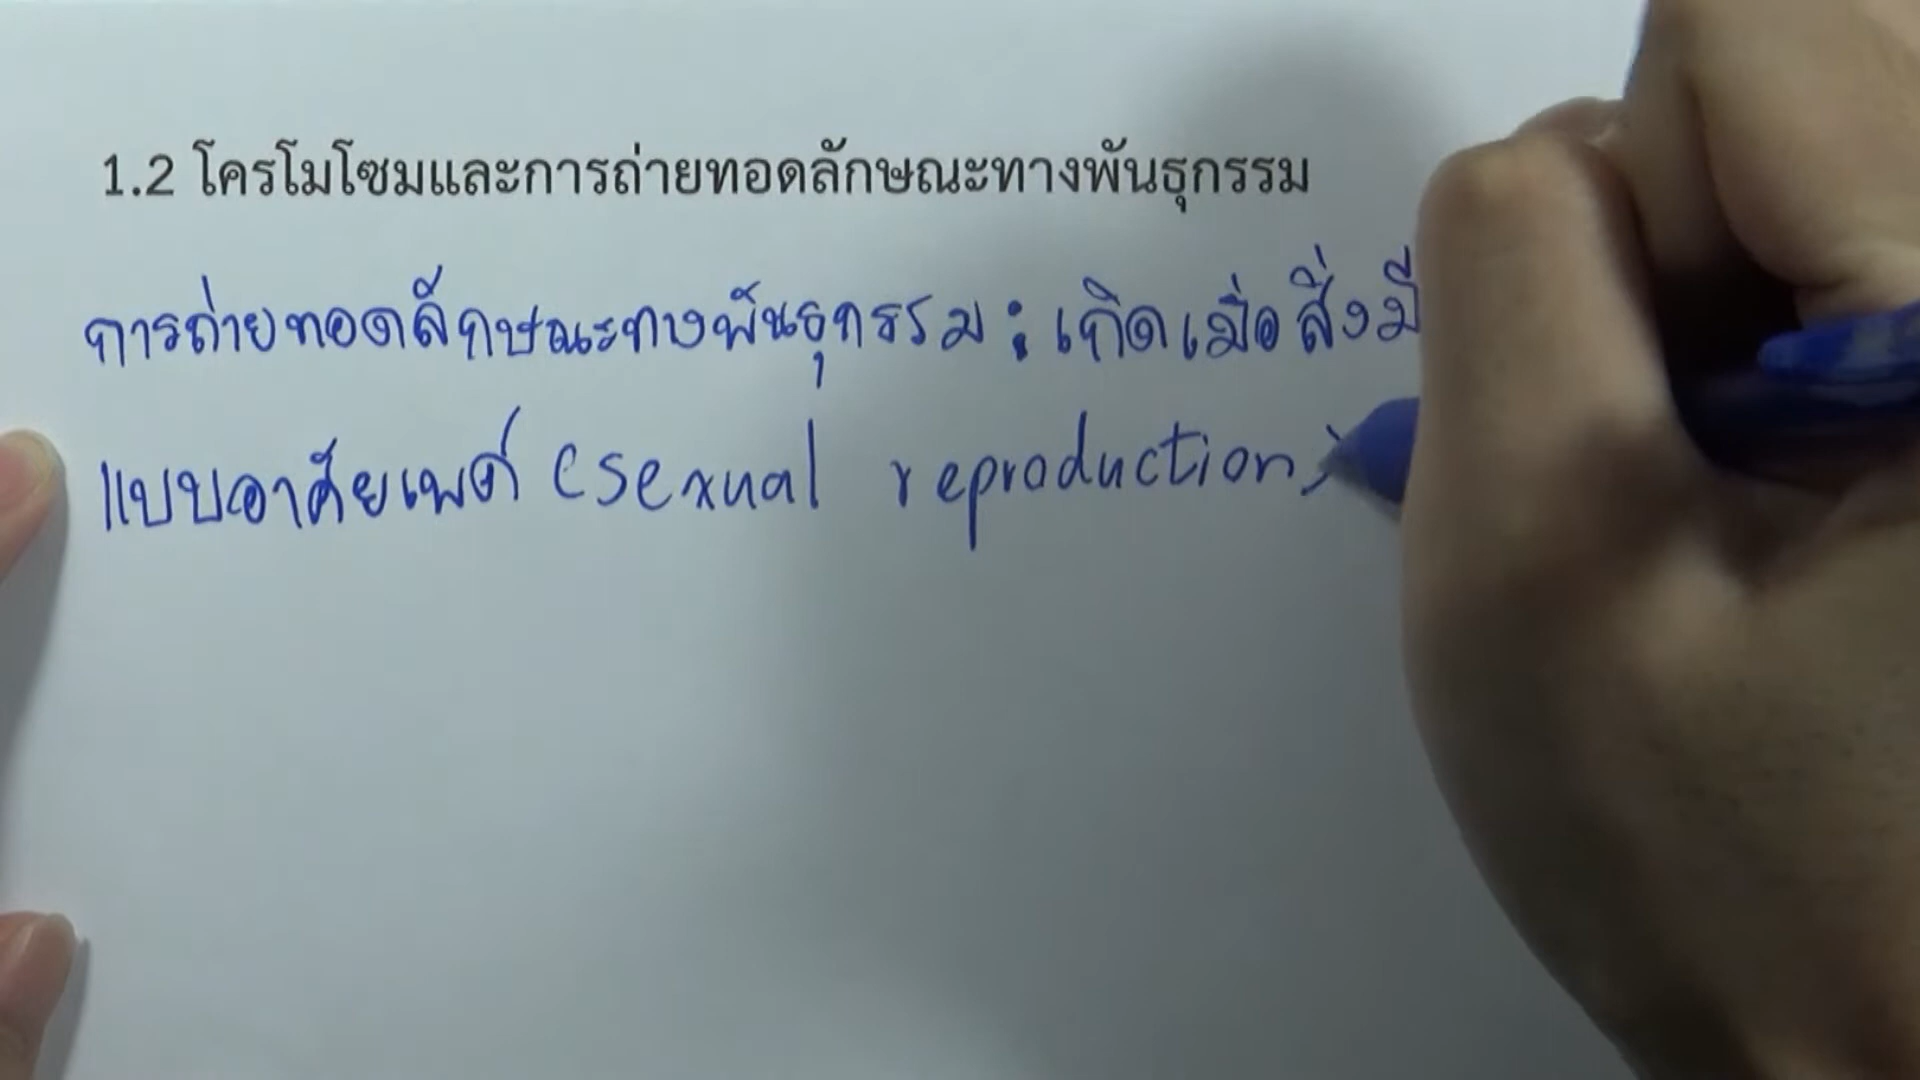 1.2 โครโมโซมและการถ่ายทอดลักษณะทางพันธุกรรม
การถ่ายทอดลักษณะทางพันธุกรรม : เกิดเมื่อสิ่งมี
แบบอาศัยเพศ (sexual reproduction)